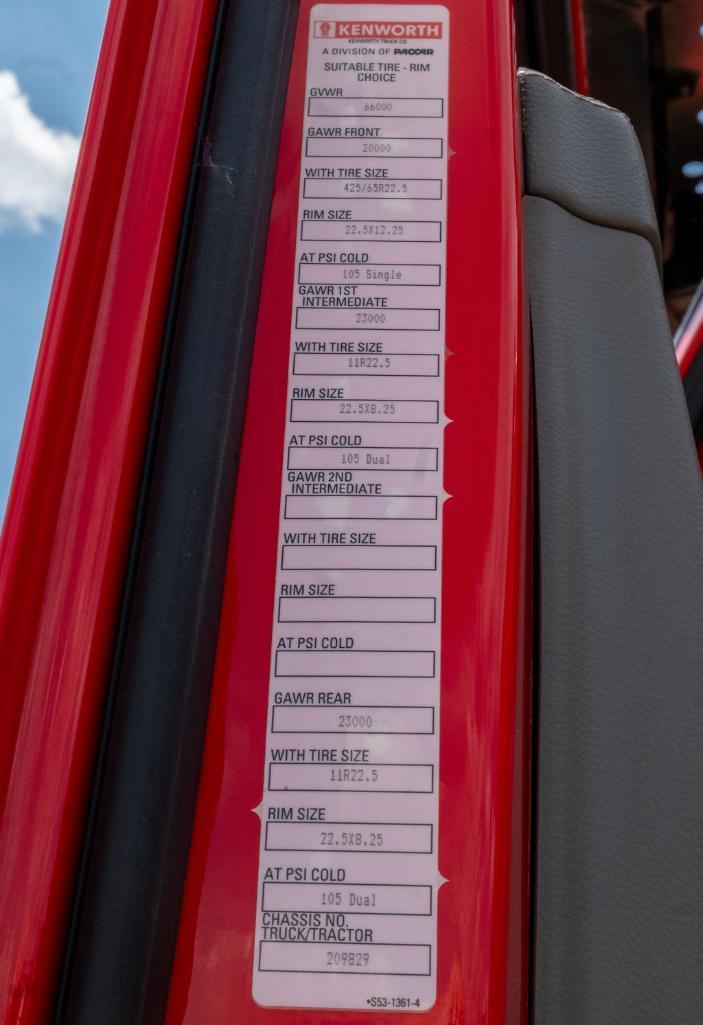 KENWORTH
KENWORTH TRUCK CO.
A DIVISION OF PACCAR
SUITABLE TIRE - RIM
CHOICE
GVWR
66000
GAWR FRONT
20000
WITH TIRE SIZE
425/65R22.5
RIM SIZE
22.5X12.25
AT PSI COLD
105 Single
GAWR 1ST
INTERMEDIATE
23000
WITH TIRE SIZE
11R22.5
RIM SIZE
22.5X8.25
AT PSI COLD
105 Dual
GAWR 2ND
INTERMEDIATE
WITH TIRE SIZE
RIM SIZE
AT PSI COLD
GAWR REAR
23000
WITH TIRE SIZE
11R22.5
RIM SIZE
22.5X8.25
AT PSI COLD
105 Dual
CHASSIS NO.
TRUCK/TRACTOR
209829
•S53-1361-4